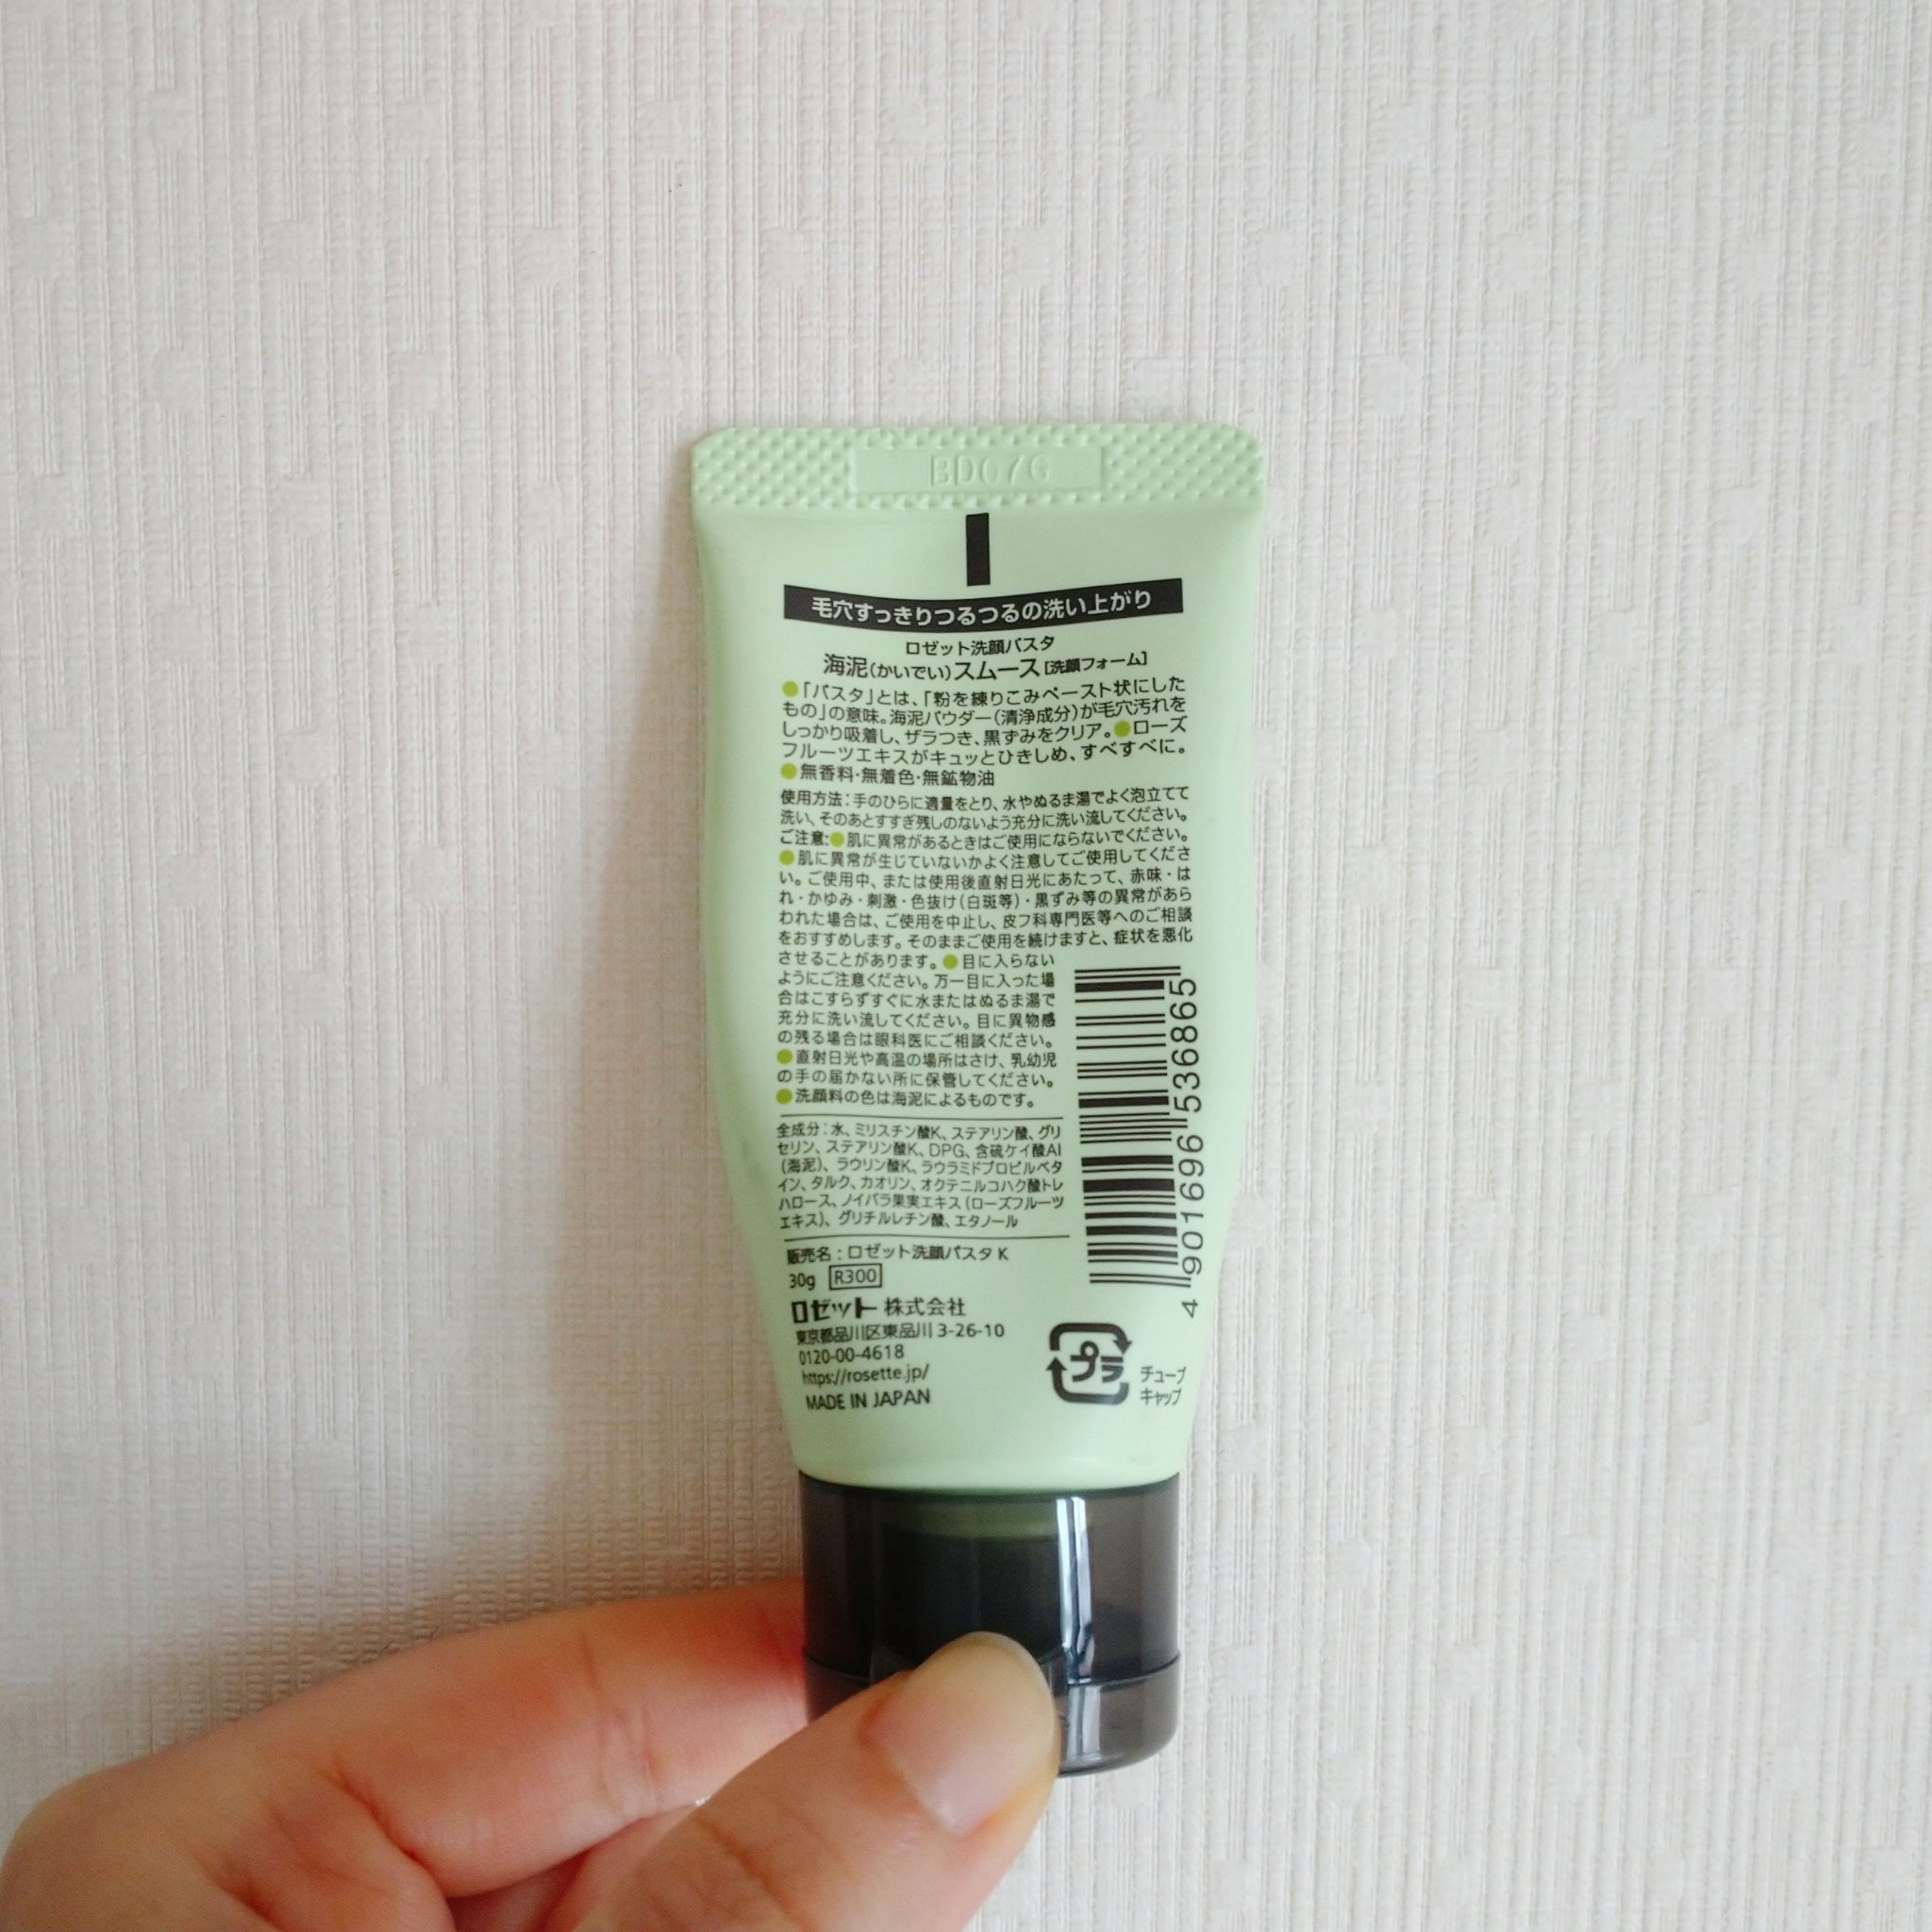 BD076
毛穴すっきりつるつるの洗い上がり
ロゼット洗顔パスタ
海泥(かいでい)スムース[洗顔フォーム]
●「パスタ」とは、「粉を練りこみペースト状にした
もの」の意味。海泥パウダー(清浄成分)が毛穴汚れを
しっかり吸着し、ザラつき、黒ずみをクリア。●ローズ
フルーツエキスがキュッとひきしめ、すべすべに。
●無香料・無着色・無鉱物油
使用方法：手のひらに適量をとり、水やぬるま湯でよく泡立てて
洗い、そのあとすすぎ残しのないよう充分に洗い流してください。
ご注意:●肌に異常があるときはご使用にならないでください。
●肌に異常が生じていないかよく注意してご使用してくださ
い。ご使用中、または使用後直射日光にあたって、赤味・は
れ・かゆみ・刺激・色抜け(白斑等)・黒ずみ等の異常があら
われた場合は、ご使用を中止し、皮フ科専門医等へのご相談
をおすすめします。そのままご使用を続けますと、症状を悪化
させることがあります。●目に入らない
ようにご注意ください。万一目に入った場
合はこすらずすぐに水またはぬるま湯で
充分に洗い流してください。目に異物感
の残る場合は眼科医にご相談ください。
●直射日光や高温の場所はさけ、乳幼児
の手の届かない所に保管してください。
●洗顔料の色は海泥によるものです。
全成分：水、ミリスチン酸K、ステアリン酸、グリ
セリン、ステアリン酸K、DPG、含硫ケイ酸Al
(海泥)、ラウリン酸K、ラウラミドプロピルベタ
イン、タルク、カオリン、オクテニルコハク酸トレ
ハロース、ノイバラ果実エキス(ローズフルーツ
エキス)、グリチルレチン酸、エタノール
販売名：ロゼット洗顔パスタ K
30g R300
ロゼット 株式会社
東京都品川区東品川 3-26-10
0120-00-4618
https://rosette.jp/
MADE IN JAPAN
4 901696 536865
プラ
チューブ
キャップ